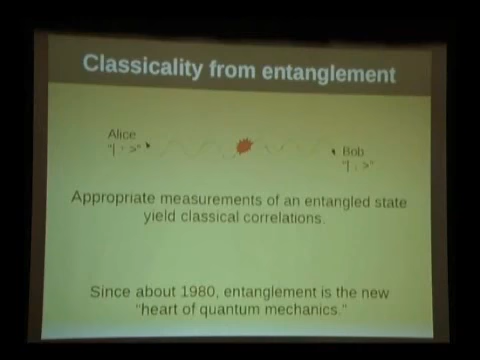 Classicality from entanglement
Alice
Bob
Appropriate measurements of an entangled state
yield classical correlations.
Since about 1980, entanglement is the new
"heart of quantum mechanics."